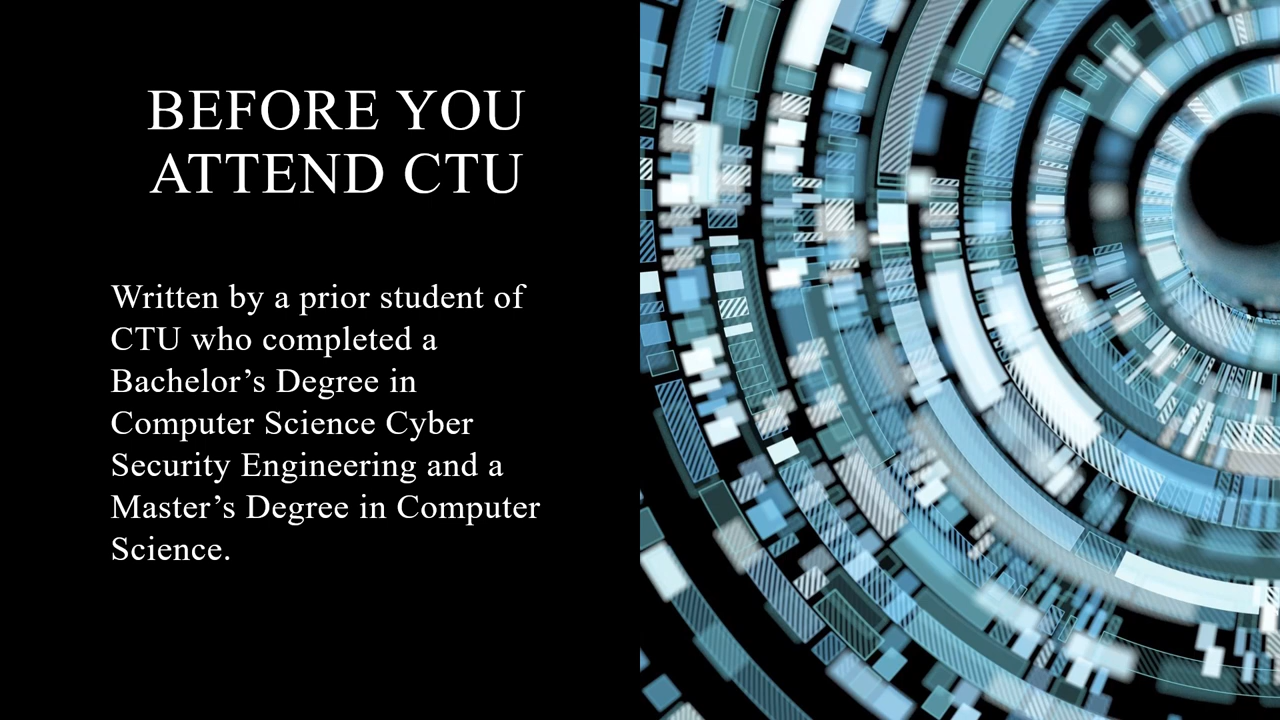 BEFORE YOU
ATTEND CTU
Written by a prior student of
CTU who completed a
Bachelor’s Degree in
Computer Science Cyber
Security Engineering and a
Master’s Degree in Computer
Science.